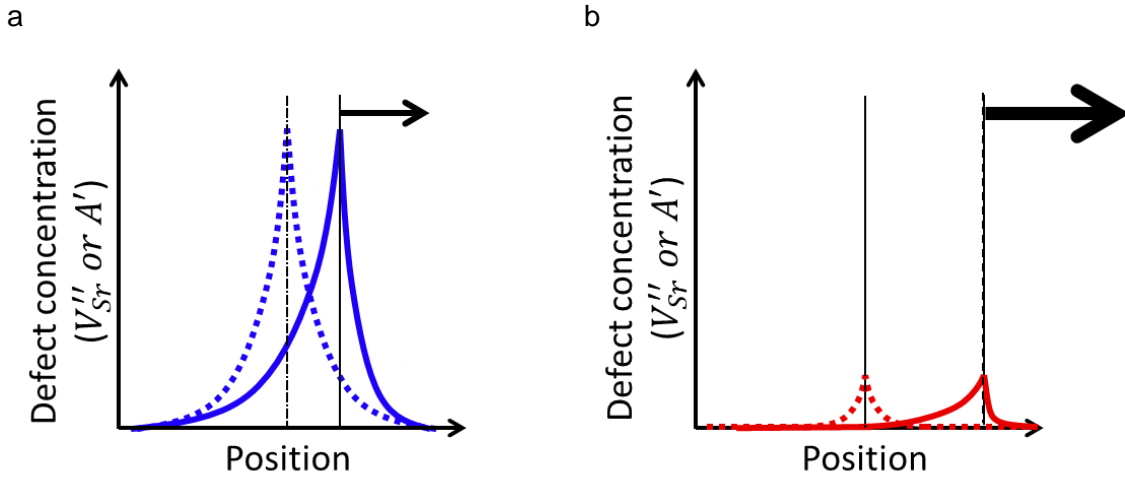 a
b
Defect concentration
(V''Sr or A')
Position
Defect concentration
(V''Sr or A')
Position